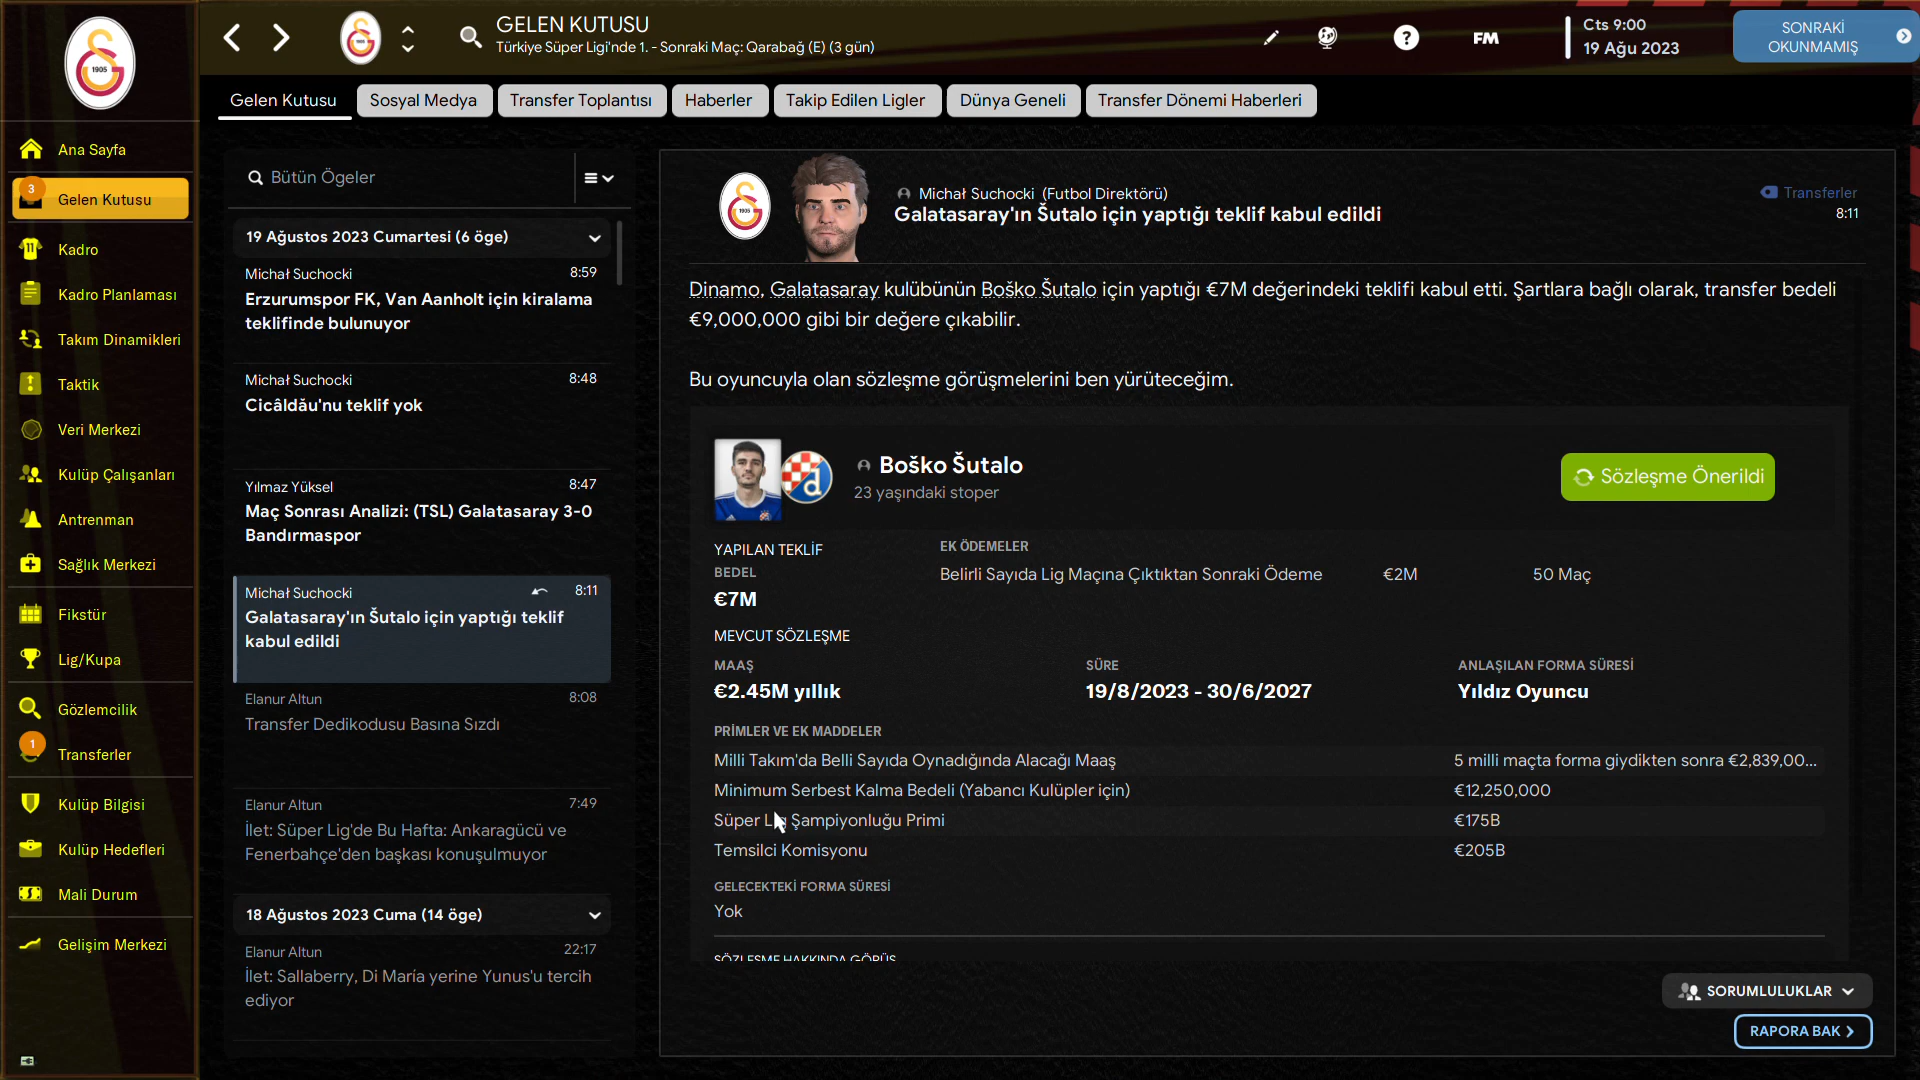 GELEN KUTUSU
Türkiye Süper Ligi'nde 1. - Sonraki Maç: Qarabağ (E) (3 gün)
FM
Cts 9:00
19 Ağu 2023
SONRAKİ
OKUNMAMIŞ
1905
Gelen Kutusu
Sosyal Medya
Transfer Toplantısı
Haberler
Takip Edilen Ligler
Dünya Geneli
Transfer Dönemi Haberleri
Ana Sayfa
3
Gelen Kutusu
Kadro
Kadro Planlaması
Takım Dinamikleri
Taktik
Veri Merkezi
Kulüp Çalışanları
Antrenman
Sağlık Merkezi
Fikstür
Lig/Kupa
Gözlemcilik
1
Transferler
Kulüp Bilgisi
Kulüp Hedefleri
Mali Durum
Gelişim Merkezi
Bütün Ögeler
19 Ağustos 2023 Cumartesi (6 öge)
Michał Suchocki 8:59
Erzurumspor FK, Van Aanholt için kiralama
teklifinde bulunuyor
Michał Suchocki 8:48
Cicâldău'nu teklif yok
Yılmaz Yüksel 8:47
Maç Sonrası Analizi: (TSL) Galatasaray 3-0
Bandırmaspor
Michał Suchocki 8:11
Galatasaray'ın Šutalo için yaptığı teklif
kabul edildi
Elanur Altun 8:08
Transfer Dedikodusu Basına Sızdı
Elanur Altun 7:49
İlet: Süper Lig'de Bu Hafta: Ankaragücü ve
Fenerbahçe'den başkası konuşulmuyor
18 Ağustos 2023 Cuma (14 öge)
Elanur Altun 22:17
İlet: Sallaberry, Di María yerine Yunus'u tercih
ediyor
Michał Suchocki (Futbol Direktörü)
Galatasaray'ın Šutalo için yaptığı teklif kabul edildi
Transferler
8:11
Dinamo, Galatasaray kulübünün Boško Šutalo için yaptığı €7M değerindeki teklifi kabul etti. Şartlara bağlı olarak, transfer bedeli
€9,000,000 gibi bir değere çıkabilir.
Bu oyuncuyla olan sözleşme görüşmelerini ben yürüteceğim.
Boško Šutalo
23 yaşındaki stoper
Sözleşme Önerildi
YAPILAN TEKLİF
BEDEL
€7M
EK ÖDEMELER
Belirli Sayıda Lig Maçına Çıktıktan Sonraki Ödeme €2M 50 Maç
MEVCUT SÖZLEŞME
MAAŞ SÜRE ANLAŞILAN FORMA SÜRESİ
€2.45M yıllık 19/8/2023 - 30/6/2027 Yıldız Oyuncu
PRİMLER VE EK MADDELER
Milli Takım'da Belli Sayıda Oynadığında Alacağı Maaş 5 milli maçta forma giydikten sonra €2,839,00...
Minimum Serbest Kalma Bedeli (Yabancı Kulüpler için) €12,250,000
Süper Lig Şampiyonluğu Primi €175B
Temsilci Komisyonu €205B
GELECEKTEKİ FORMA SÜRESİ
Yok
SÖZLEŞME HAKKINDA GÖRÜŞ
SORUMLULUKLAR
RAPORA BAK